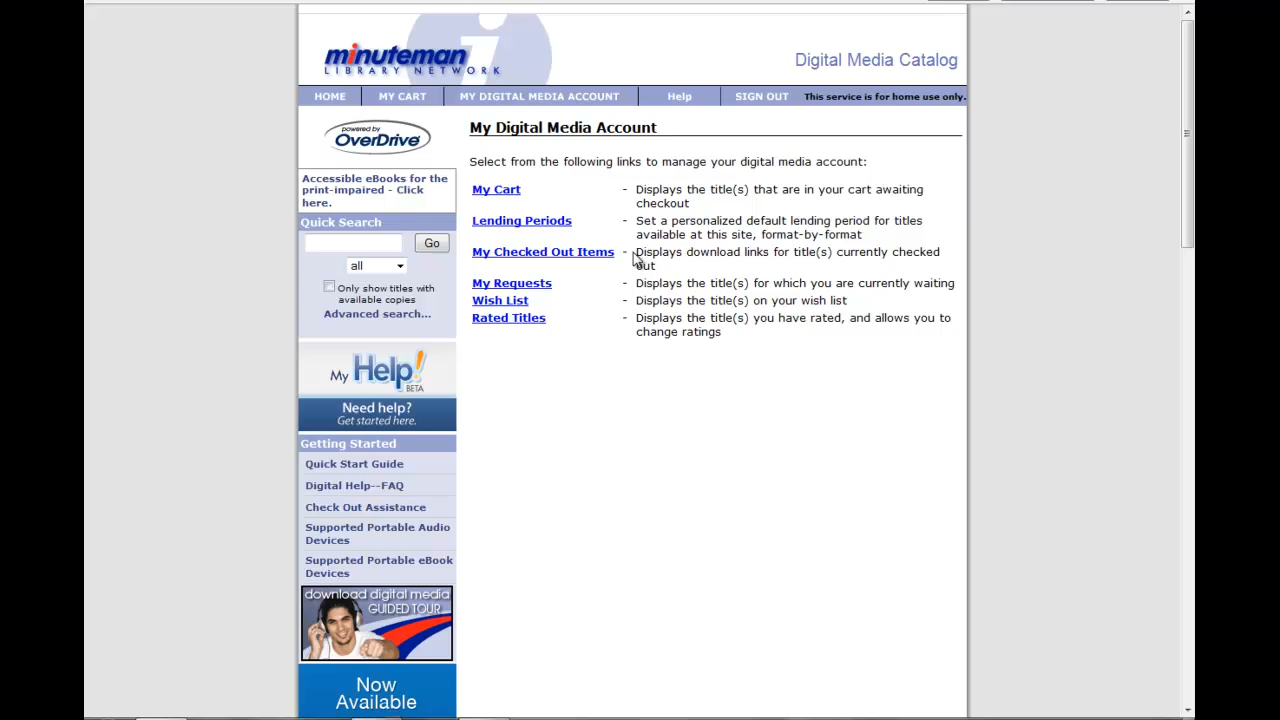 minuteman
LIBRARY NETWORK
Digital Media Catalog
HOME
MY CART
MY DIGITAL MEDIA ACCOUNT
Help
SIGN OUT
This service is for home use only.
powered by
OverDrive
Accessible eBooks for the
print-impaired - Click
here.
Quick Search
Go
all
Only show titles with
available copies
Advanced search...
My Help!
BETA
Need help?
Get started here.
Getting Started
Quick Start Guide
Digital Help--FAQ
Check Out Assistance
Supported Portable Audio
Devices
Supported Portable eBook
Devices
download digital media
GUIDED TOUR
Now
Available
My Digital Media Account
Select from the following links to manage your digital media account:
My Cart - Displays the title(s) that are in your cart awaiting
checkout
Lending Periods - Set a personalized default lending period for titles
available at this site, format-by-format
My Checked Out Items - Displays download links for title(s) currently checked
out
My Requests - Displays the title(s) for which you are currently waiting
Wish List - Displays the title(s) on your wish list
Rated Titles - Displays the title(s) you have rated, and allows you to
change ratings